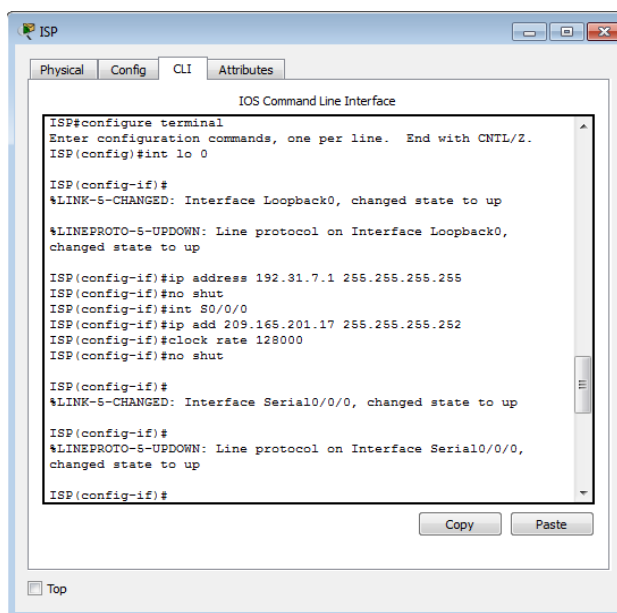 ISP
Physical Config CLI Attributes
IOS Command Line Interface
ISP#configure terminal
Enter configuration commands, one per line.  End with CNTL/Z.
ISP(config)#int lo 0
ISP(config-if)#
%LINK-5-CHANGED: Interface Loopback0, changed state to up
%LINEPROTO-5-UPDOWN: Line protocol on Interface Loopback0,
changed state to up
ISP(config-if)#ip address 192.31.7.1 255.255.255.255
ISP(config-if)#no shut
ISP(config-if)#int S0/0/0
ISP(config-if)#ip add 209.165.201.17 255.255.255.252
ISP(config-if)#clock rate 128000
ISP(config-if)#no shut
ISP(config-if)#
%LINK-5-CHANGED: Interface Serial0/0/0, changed state to up
ISP(config-if)#
%LINEPROTO-5-UPDOWN: Line protocol on Interface Serial0/0/0,
changed state to up
ISP(config-if)#
Copy Paste
Top